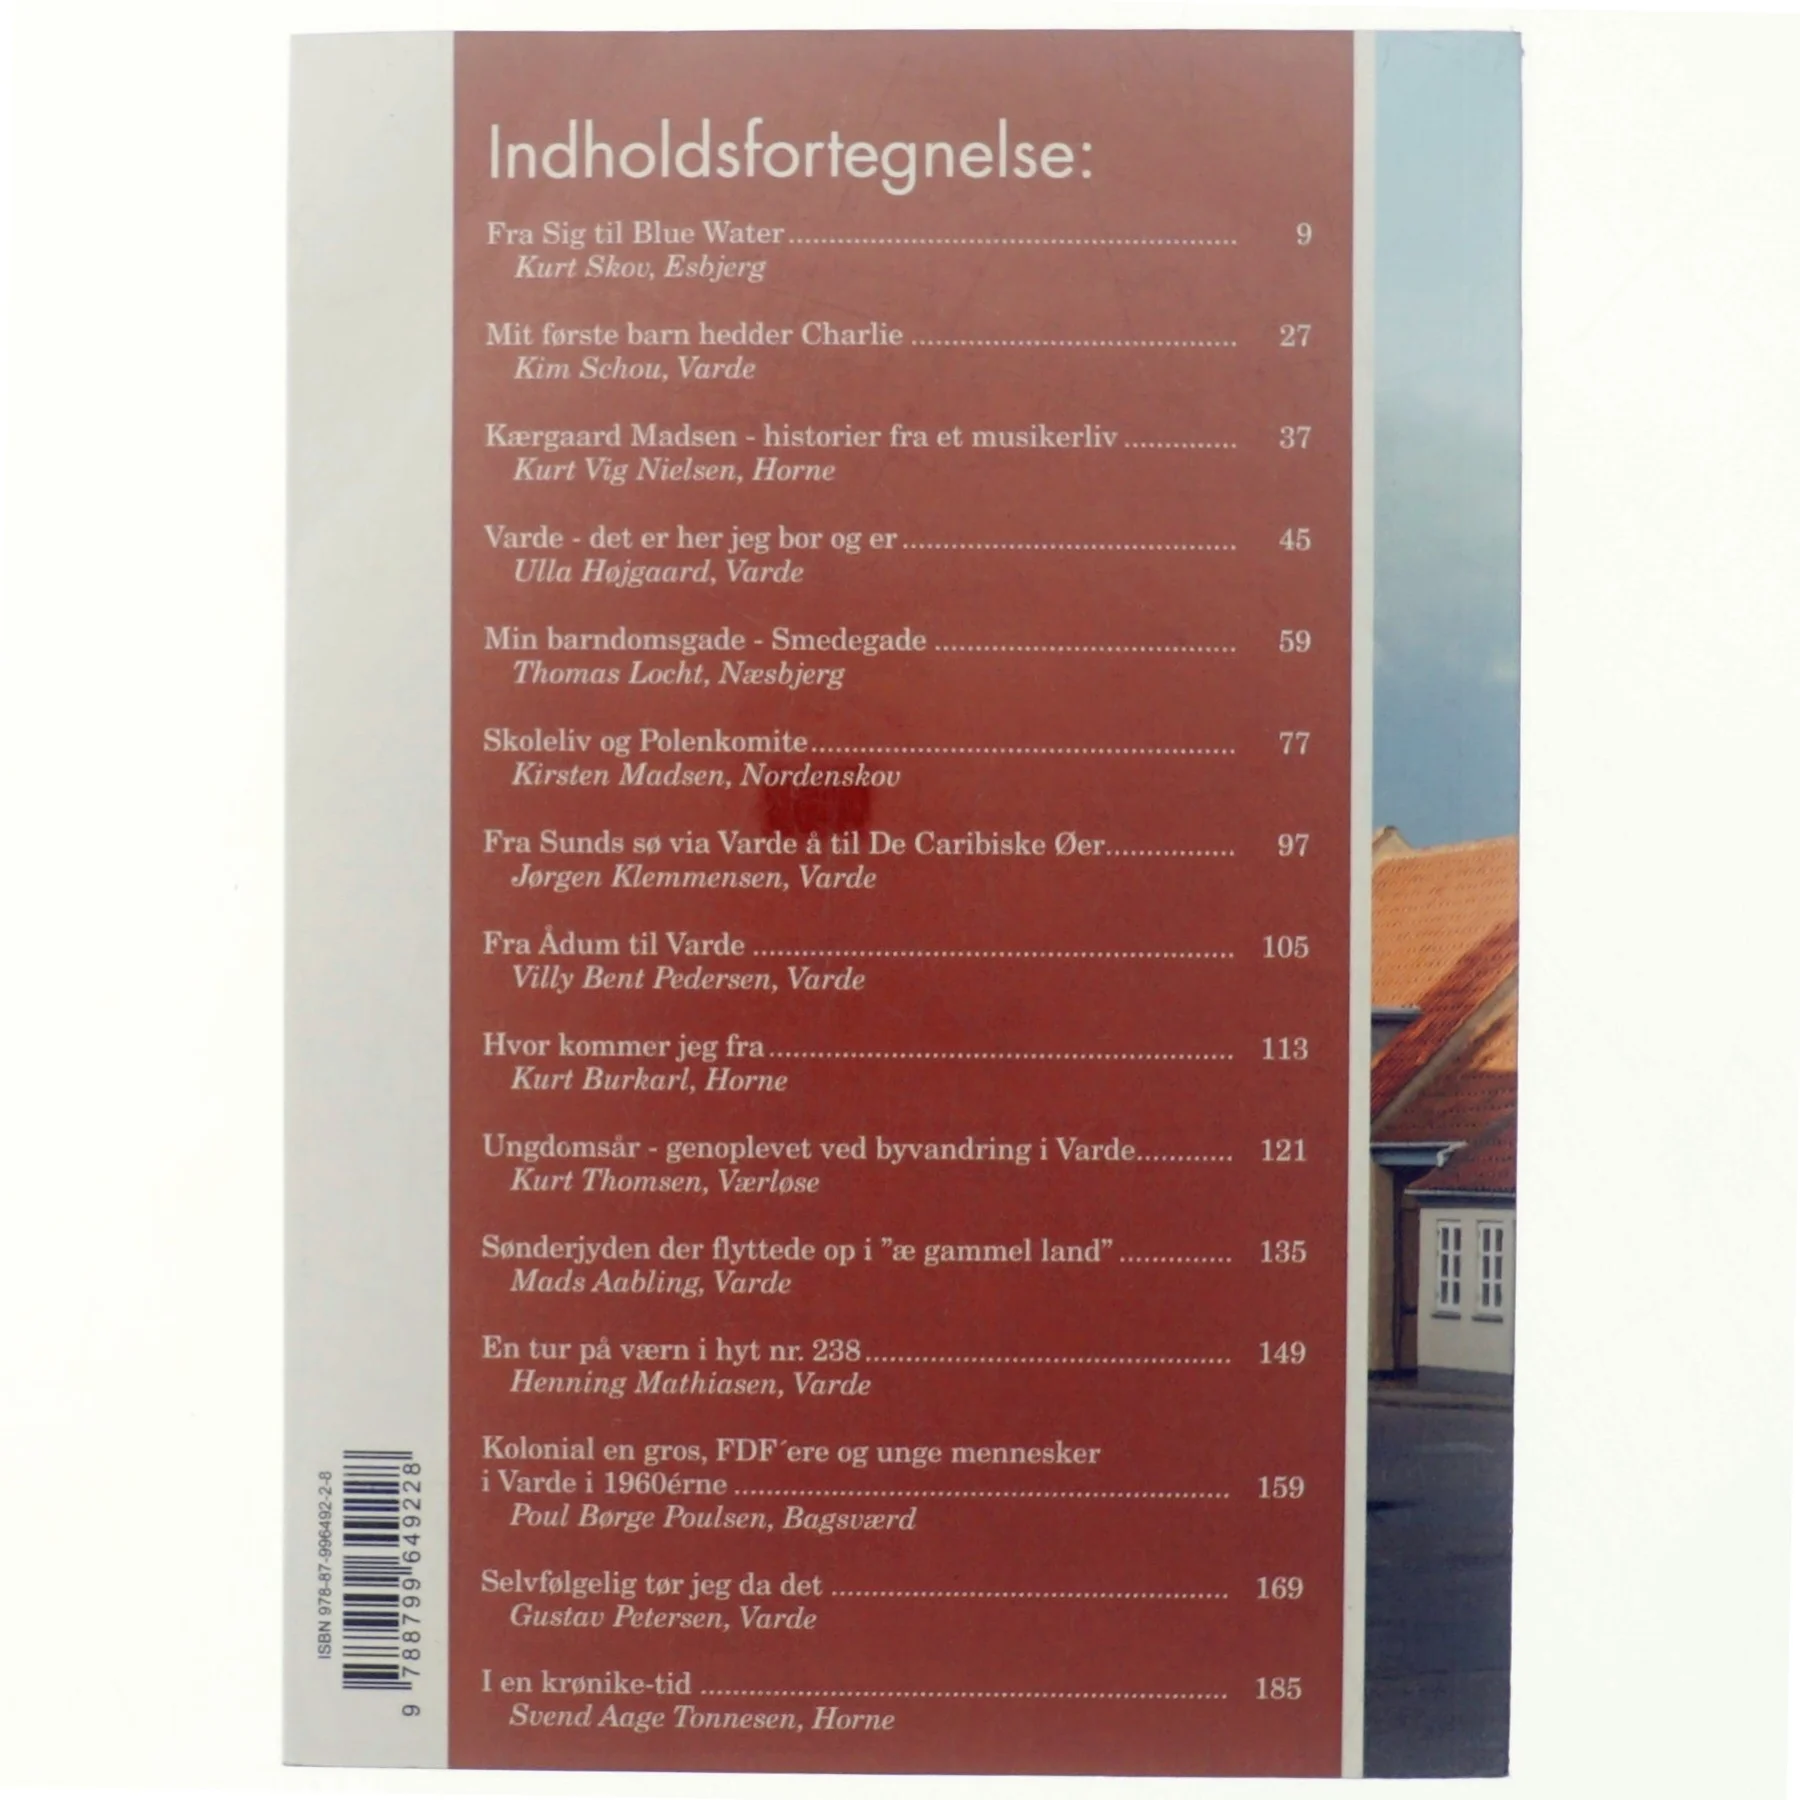 Indholdsfortegnelse:
Fra Sig til Blue Water........................................................ 9
Kurt Skov, Esbjerg
Mit første barn hedder Charlie ........................................ 27
Kim Schou, Varde
Kærgaard Madsen - historier fra et musikerliv .............. 37
Kurt Vig Nielsen, Horne
Varde - det er her jeg bor og er ......................................... 45
Ulla Højgaard, Varde
Min barndomsgade - Smedegade ..................................... 59
Thomas Locht, Næsbjerg
Skoleliv og Polenkomite..................................................... 77
Kirsten Madsen, Nordenskov
Fra Sunds sø via Varde å til De Caribiske Øer................ 97
Jørgen Klemmensen, Varde
Fra Ådum til Varde ........................................................... 105
Villy Bent Pedersen, Varde
Hvor kommer jeg fra ......................................................... 113
Kurt Burkarl, Horne
Ungdomsår - genoplevet ved byvandring i Varde............ 121
Kurt Thomsen, Værløse
Sønderjyden der flyttede op i ”æ gammel land” .............. 135
Mads Aabling, Varde
En tur på værn i hyt nr. 238............................................. 149
Henning Mathiasen, Varde
Kolonial en gros, FDF´ere og unge mennesker
i Varde i 1960érne ............................................................. 159
Poul Børge Poulsen, Bagsværd
Selvfølgelig tør jeg da det ................................................. 169
Gustav Petersen, Varde
I en krønike-tid ................................................................. 185
Svend Aage Tonnesen, Horne
ISBN 978-87-996492-2-8
9 788799 649228